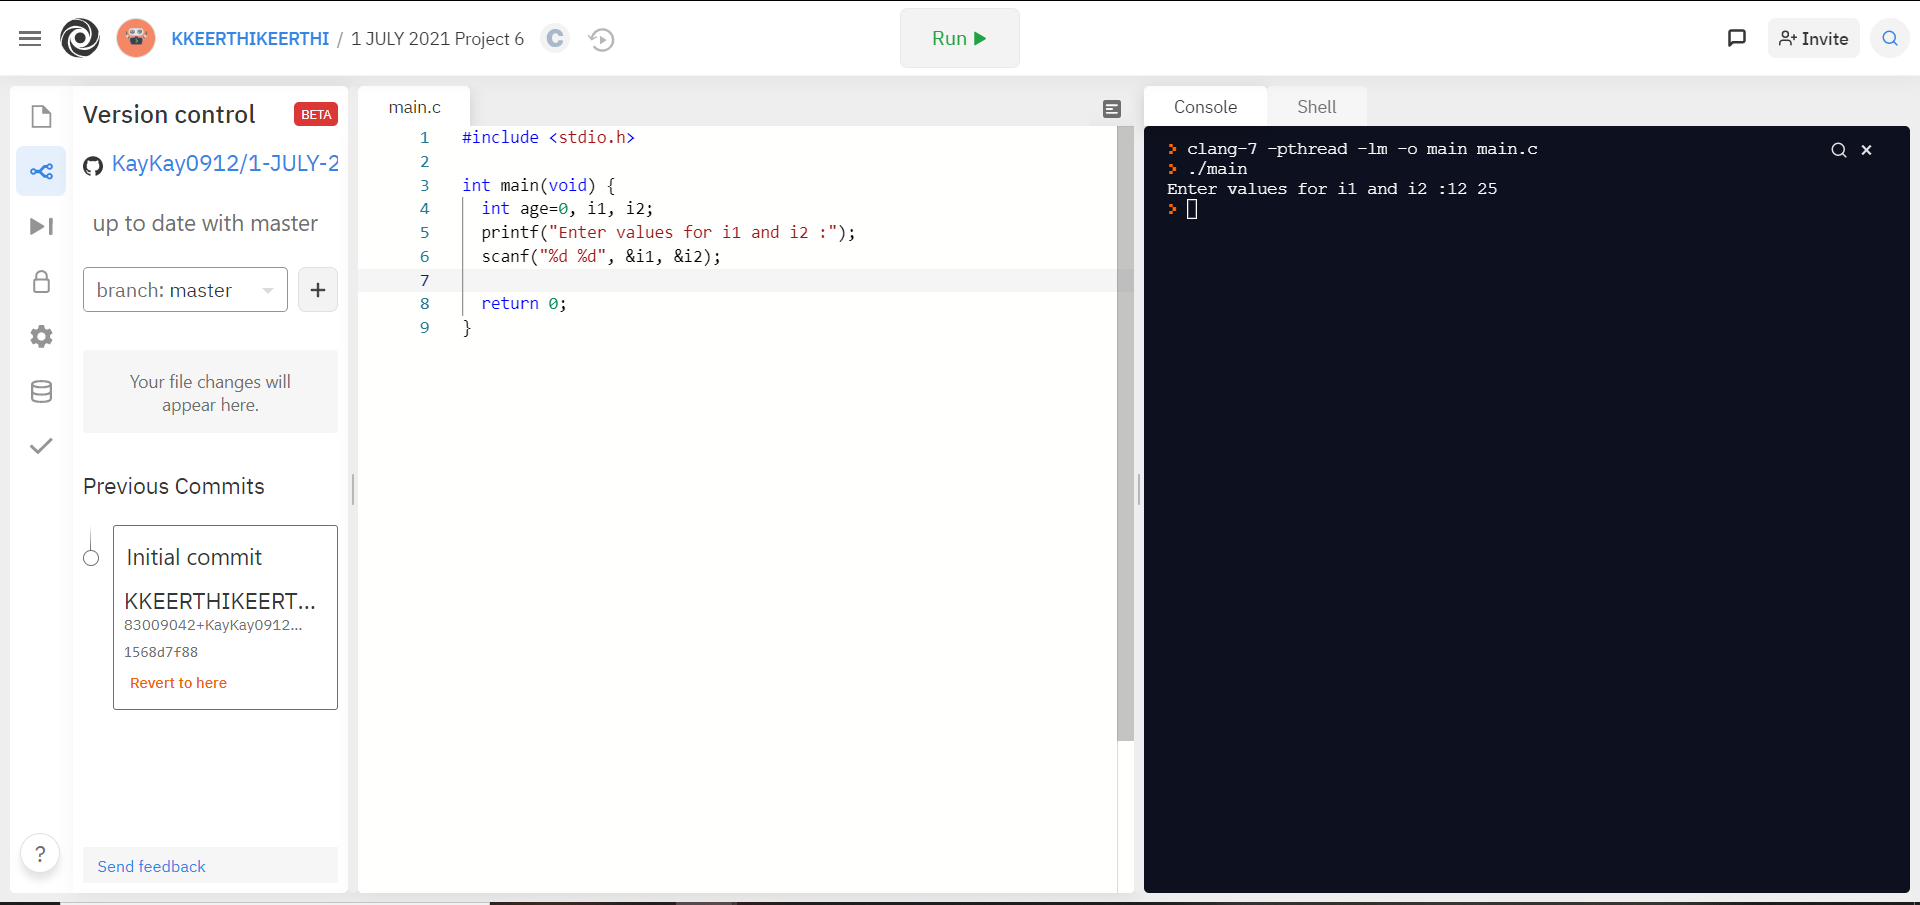 KKEERTHIKEERTHI / 1 JULY 2021 Project 6 C
Run
Invite
Version control BETA
KayKay0912/1-JULY-2
up to date with master
branch: master
+
Your file changes will
appear here.
Previous Commits
Initial commit
KKEERTHIKEERT...
83009042+KayKay0912...
1568d7f88
Revert to here
?
Send feedback
main.c
1 #include <stdio.h>
2
3 int main(void) {
4 int age=0, i1, i2;
5 printf("Enter values for i1 and i2 :");
6 scanf("%d %d", &i1, &i2);
7
8 return 0;
9 }
Console Shell
> clang-7 -pthread -lm -o main main.c
> ./main
Enter values for i1 and i2 :12 25
>